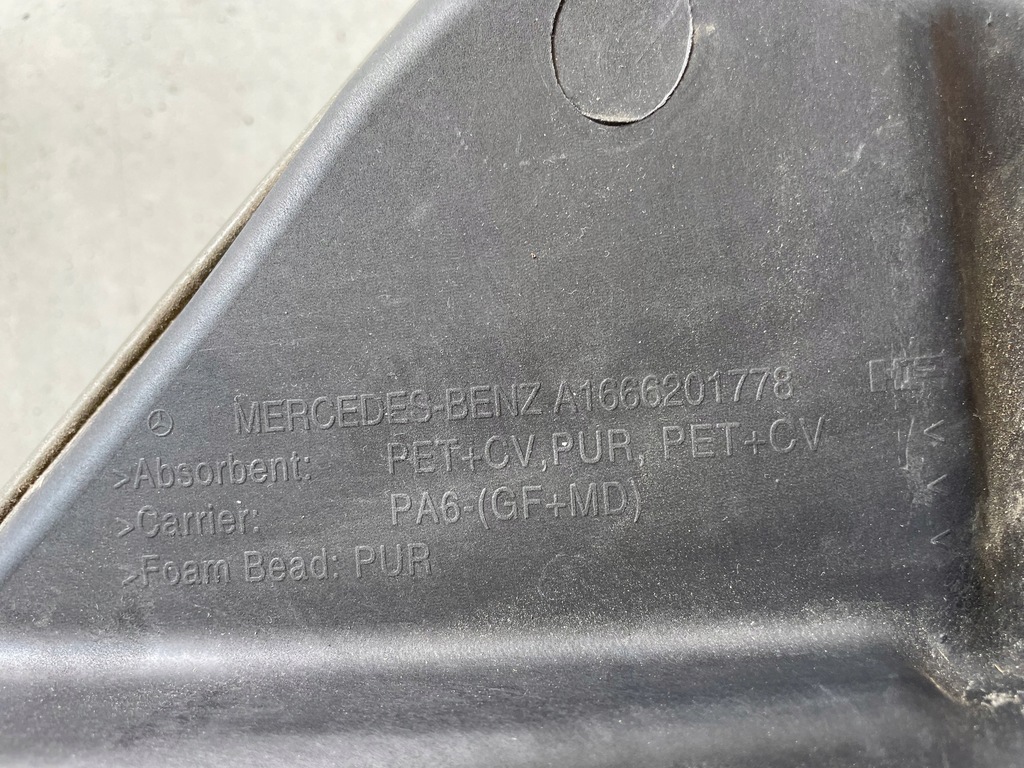 MERCEDES-BENZ A1666201778
>Absorbent: PET+CV,PUR, PET+CV <
>Carrier: PA6-(GF+MD) <
>Foam Bead: PUR <